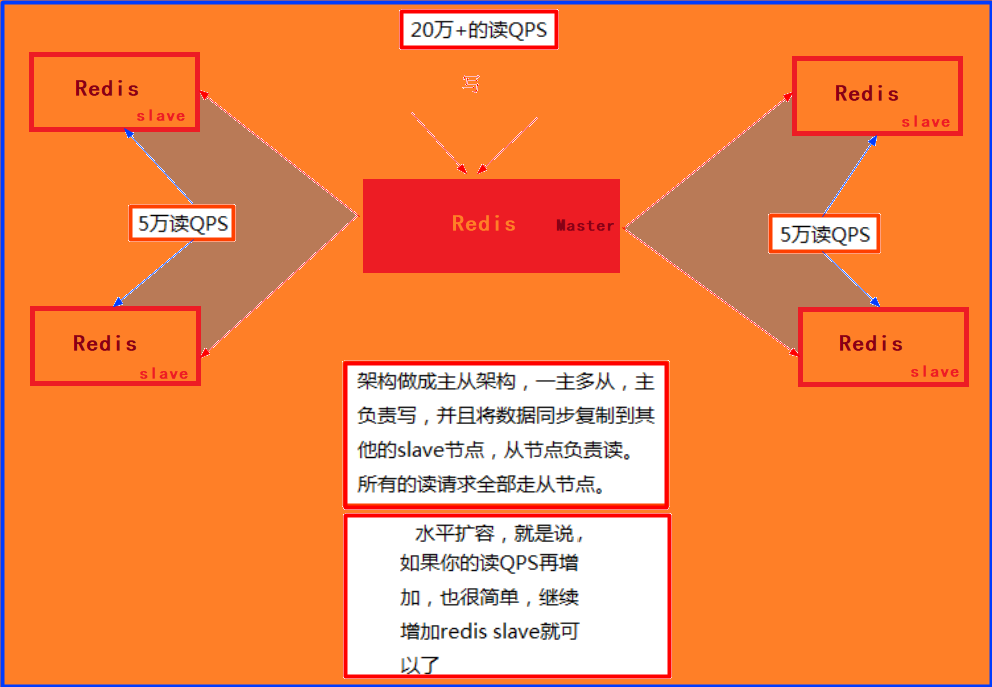 20万+的读QPS
写
Redis
slave
Redis
slave
Redis
Master
5万读QPS
5万读QPS
Redis
slave
Redis
slave
架构做成主从架构，一主多从，主
负责写，并且将数据同步复制到其
他的slave节点，从节点负责读。
所有的读请求全部走从节点。
水平扩容，就是说，
如果你的读QPS再增
加，也很简单，继续
增加redis slave就可
以了